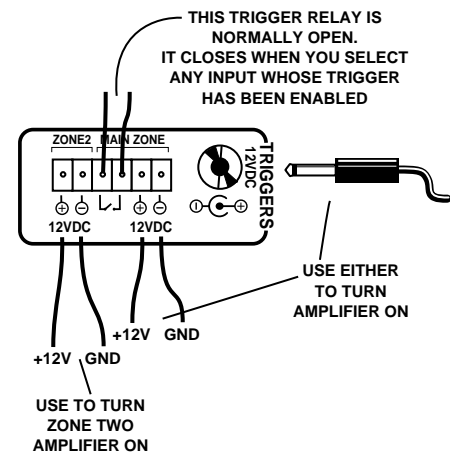 THIS TRIGGER RELAY IS
NORMALLY OPEN.
IT CLOSES WHEN YOU SELECT
ANY INPUT WHOSE TRIGGER
HAS BEEN ENABLED
ZONE2 MAIN ZONE
TRIGGERS
12VDC
12VDC 12VDC
USE EITHER
TO TURN
AMPLIFIER ON
+12V GND
+12V GND
USE TO TURN
ZONE TWO
AMPLIFIER ON